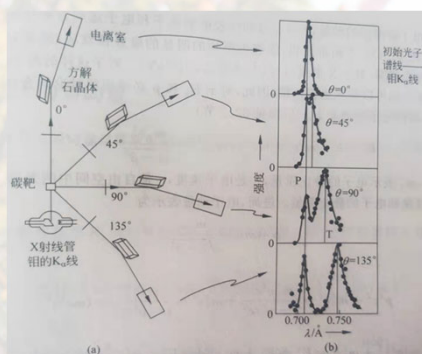 电离室
方解
石晶体
0°
45°
碳靶
90°
135°
X射线管
钼的Kα线
(a)
初始光子
谱线
钼Kα线
θ=0°
0
θ=45°
0
P
θ=90°
强度
T
0
θ=135°
0
0.700
0.750
λ/Å
(b)